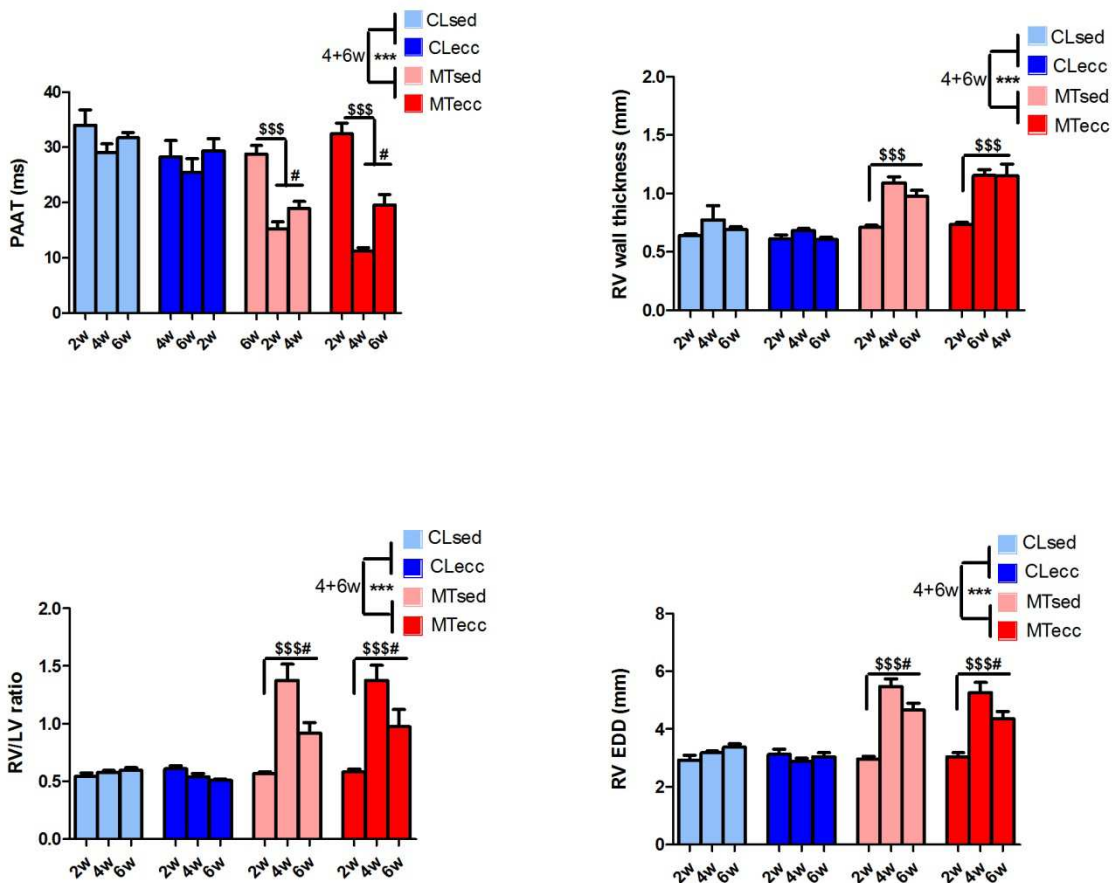 CLsed
CLecc
MTsed
MTecc
4+6w
***
PAAT (ms)
40
30
20
10
0
$$$
#
$$$
#
2w 4w 6w 4w 6w 2w 6w 2w 4w 2w 4w 6w
CLsed
CLecc
MTsed
MTecc
4+6w
***
RV wall thickness (mm)
2.0
1.5
1.0
0.5
0.0
$$$
$$$
2w 4w 6w 2w 4w 6w 2w 4w 6w 2w 6w 4w
CLsed
CLecc
MTsed
MTecc
4+6w
***
RV/LV ratio
2.0
1.5
1.0
0.5
0.0
$$$#
$$$#
2w 4w 6w 2w 4w 6w 2w 4w 6w 2w 4w 6w
CLsed
CLecc
MTsed
MTecc
4+6w
***
RV EDD (mm)
8
6
4
2
0
$$$#
$$$#
2w 4w 6w 2w 4w 6w 2w 4w 6w 2w 4w 6w